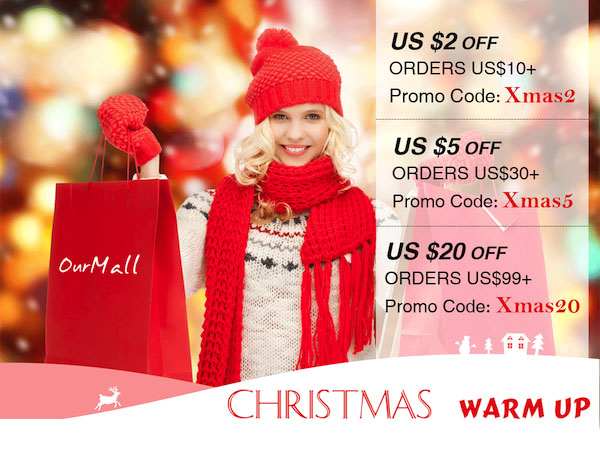 US $2 OFF
ORDERS US$10+
Promo Code: Xmas2
US $5 OFF
ORDERS US$30+
Promo Code: Xmas5
US $20 OFF
ORDERS US$99+
Promo Code: Xmas20
OurMall
CHRISTMAS WARM UP